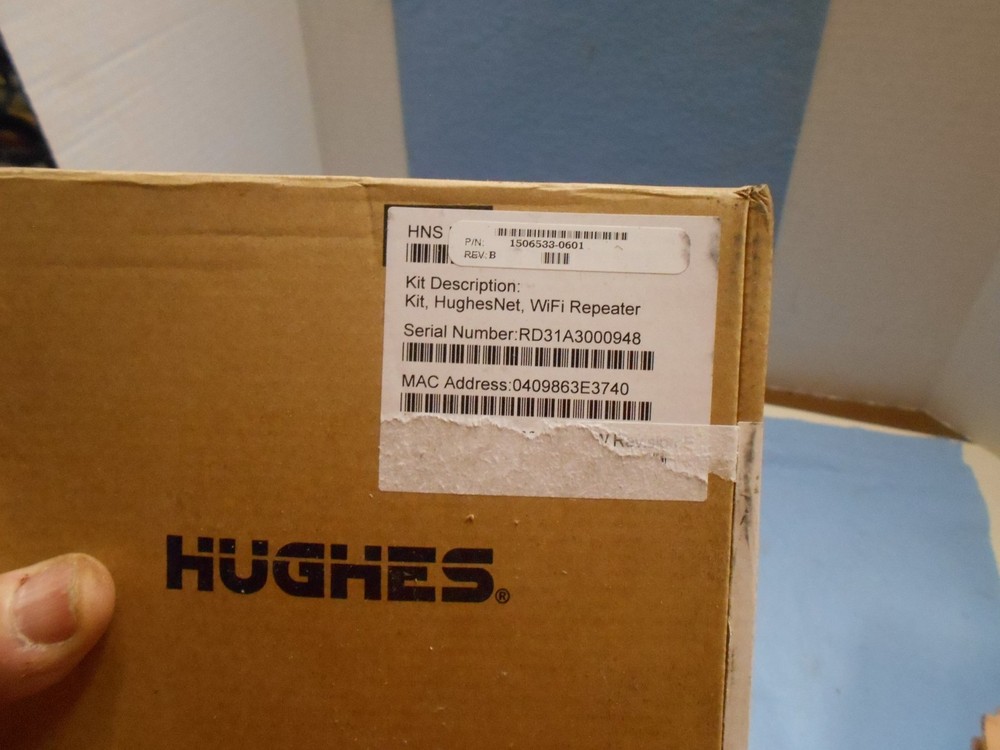 HNS
P/N: 1506533-0601
REV: B
Kit Description:
Kit, HughesNet, WiFi Repeater
Serial Number:RD31A3000948
MAC Address:0409863E3740
HUGHES®